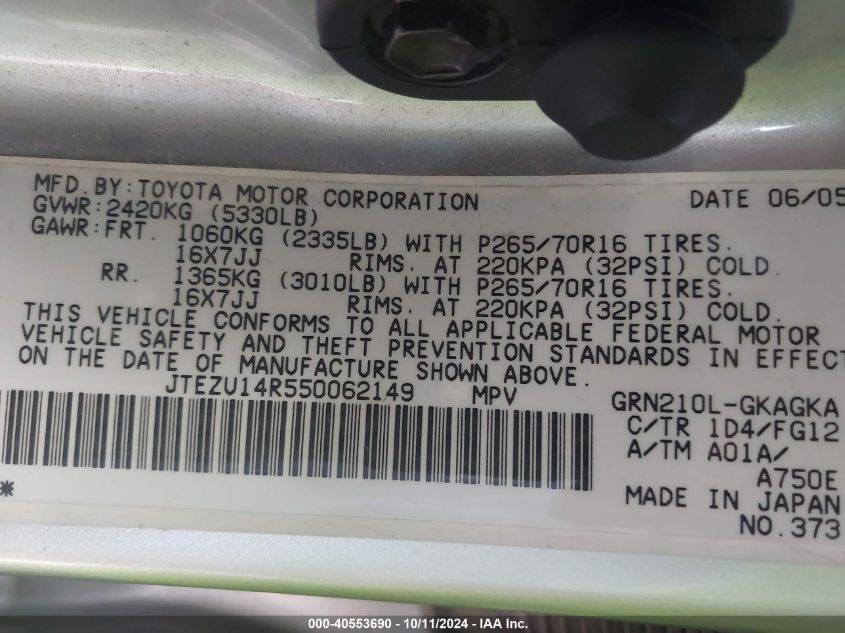 MFD.BY:TOYOTA MOTOR CORPORATION DATE 06/05
GVWR:2420KG (5330LB)
GAWR:FRT. 1060KG (2335LB) WITH P265/70R16 TIRES.
16X7JJ RIMS. AT 220KPA (32PSI) COLD.
RR. 1365KG (3010LB) WITH P265/70R16 TIRES.
16X7JJ RIMS. AT 220KPA (32PSI) COLD.
THIS VEHICLE CONFORMS TO ALL APPLICABLE FEDERAL MOTOR
VEHICLE SAFETY AND THEFT PREVENTION STANDARDS IN EFFECT
ON THE DATE OF MANUFACTURE SHOWN ABOVE.
JTEZU14R550062149 MPV
GRN210L-GKAGKA
C/TR 1D4/FG12
A/TM A01A/
A750E
MADE IN JAPAN
*
NO.373
000-40553690 - 10/11/2024 - IAA Inc.